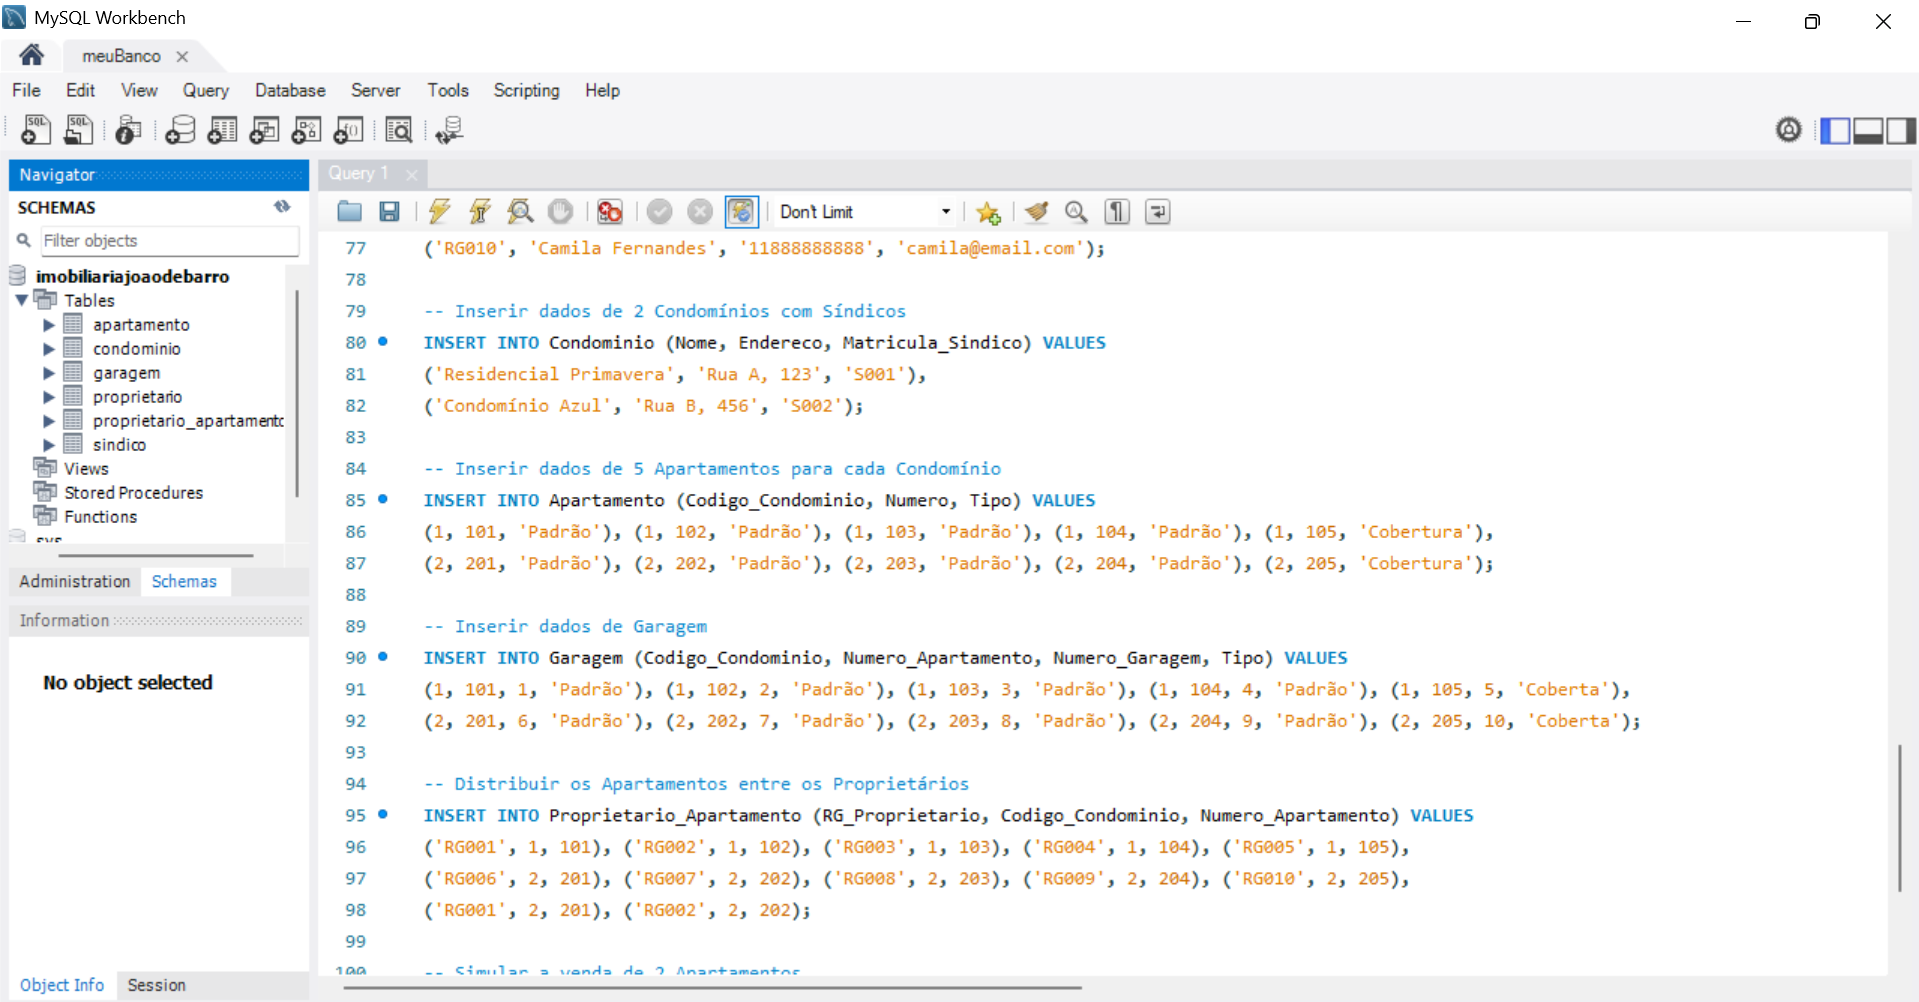 MySQL Workbench
meuBanco
File Edit View Query Database Server Tools Scripting Help
Navigator
SCHEMAS
Filter objects
imobiliariajoaodebarro
Tables
apartamento
condominio
garagem
proprietario
proprietario_apartamento
sindico
Views
Stored Procedures
Functions
sys
Administration Schemas
Information
No object selected
Object Info Session
Query 1
Don't Limit
77 ('RG010', 'Camila Fernandes', '11888888888', 'camila@email.com');
78
79 -- Inserir dados de 2 Condomínios com Síndicos
80 INSERT INTO Condominio (Nome, Endereco, Matricula_Sindico) VALUES
81 ('Residencial Primavera', 'Rua A, 123', 'S001'),
82 ('Condomínio Azul', 'Rua B, 456', 'S002');
83
84 -- Inserir dados de 5 Apartamentos para cada Condomínio
85 INSERT INTO Apartamento (Codigo_Condominio, Numero, Tipo) VALUES
86 (1, 101, 'Padrão'), (1, 102, 'Padrão'), (1, 103, 'Padrão'), (1, 104, 'Padrão'), (1, 105, 'Cobertura'),
87 (2, 201, 'Padrão'), (2, 202, 'Padrão'), (2, 203, 'Padrão'), (2, 204, 'Padrão'), (2, 205, 'Cobertura');
88
89 -- Inserir dados de Garagem
90 INSERT INTO Garagem (Codigo_Condominio, Numero_Apartamento, Numero_Garagem, Tipo) VALUES
91 (1, 101, 1, 'Padrão'), (1, 102, 2, 'Padrão'), (1, 103, 3, 'Padrão'), (1, 104, 4, 'Padrão'), (1, 105, 5, 'Coberta'),
92 (2, 201, 6, 'Padrão'), (2, 202, 7, 'Padrão'), (2, 203, 8, 'Padrão'), (2, 204, 9, 'Padrão'), (2, 205, 10, 'Coberta');
93
94 -- Distribuir os Apartamentos entre os Proprietários
95 INSERT INTO Proprietario_Apartamento (RG_Proprietario, Codigo_Condominio, Numero_Apartamento) VALUES
96 ('RG001', 1, 101), ('RG002', 1, 102), ('RG003', 1, 103), ('RG004', 1, 104), ('RG005', 1, 105),
97 ('RG006', 2, 201), ('RG007', 2, 202), ('RG008', 2, 203), ('RG009', 2, 204), ('RG010', 2, 205),
98 ('RG001', 2, 201), ('RG002', 2, 202);
99
100 -- Simular a venda de 2 Apartamentos